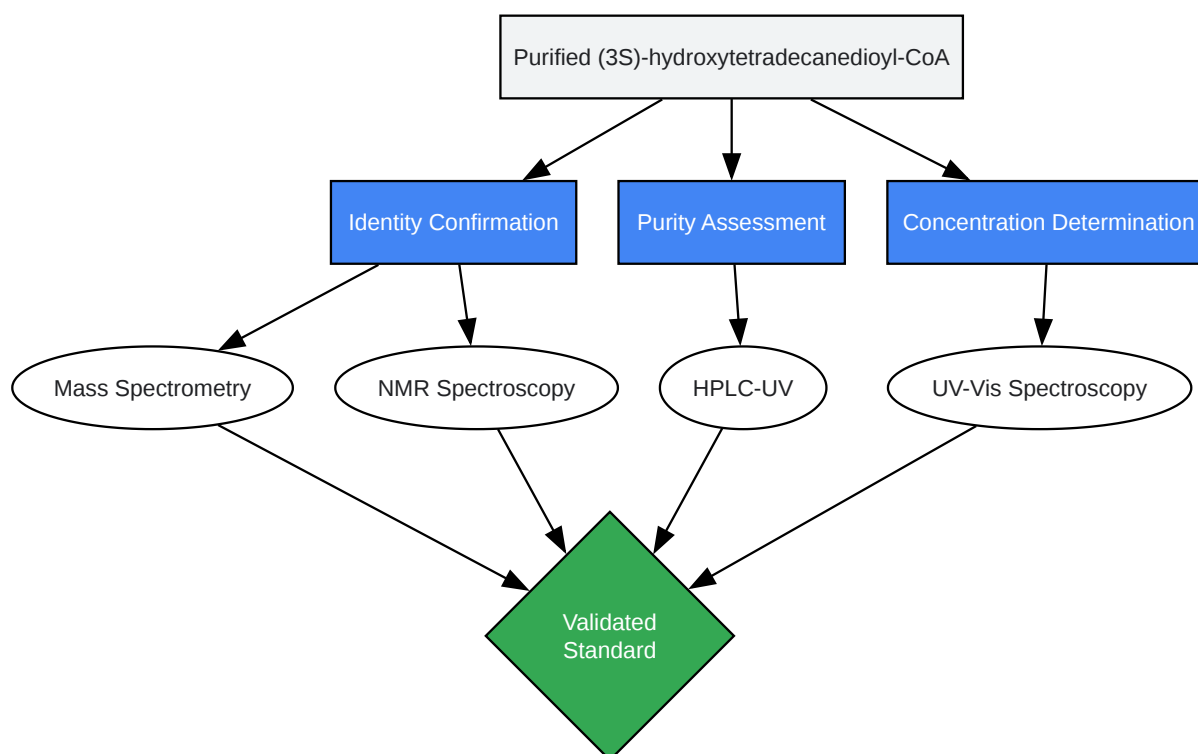 Purified (3S)-hydroxytetradecanedioyl-CoA
Identity Confirmation
Purity Assessment
Concentration Determination
Mass Spectrometry
NMR Spectroscopy
HPLC-UV
UV-Vis Spectroscopy
Validated
Standard